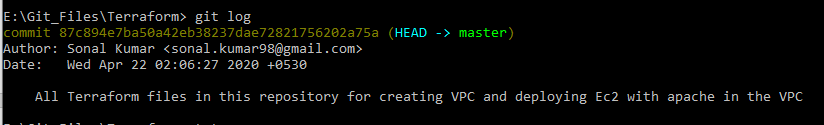 E:\Git_Files\Terraform> git log
commit 87c894e7ba50a42eb38237dae72821756202a75a (HEAD -> master)
Author: Sonal Kumar <sonal.kumar98@gmail.com>
Date:   Wed Apr 22 02:06:27 2020 +0530
All Terraform files in this repository for creating VPC and deploying Ec2 with apache in the VPC